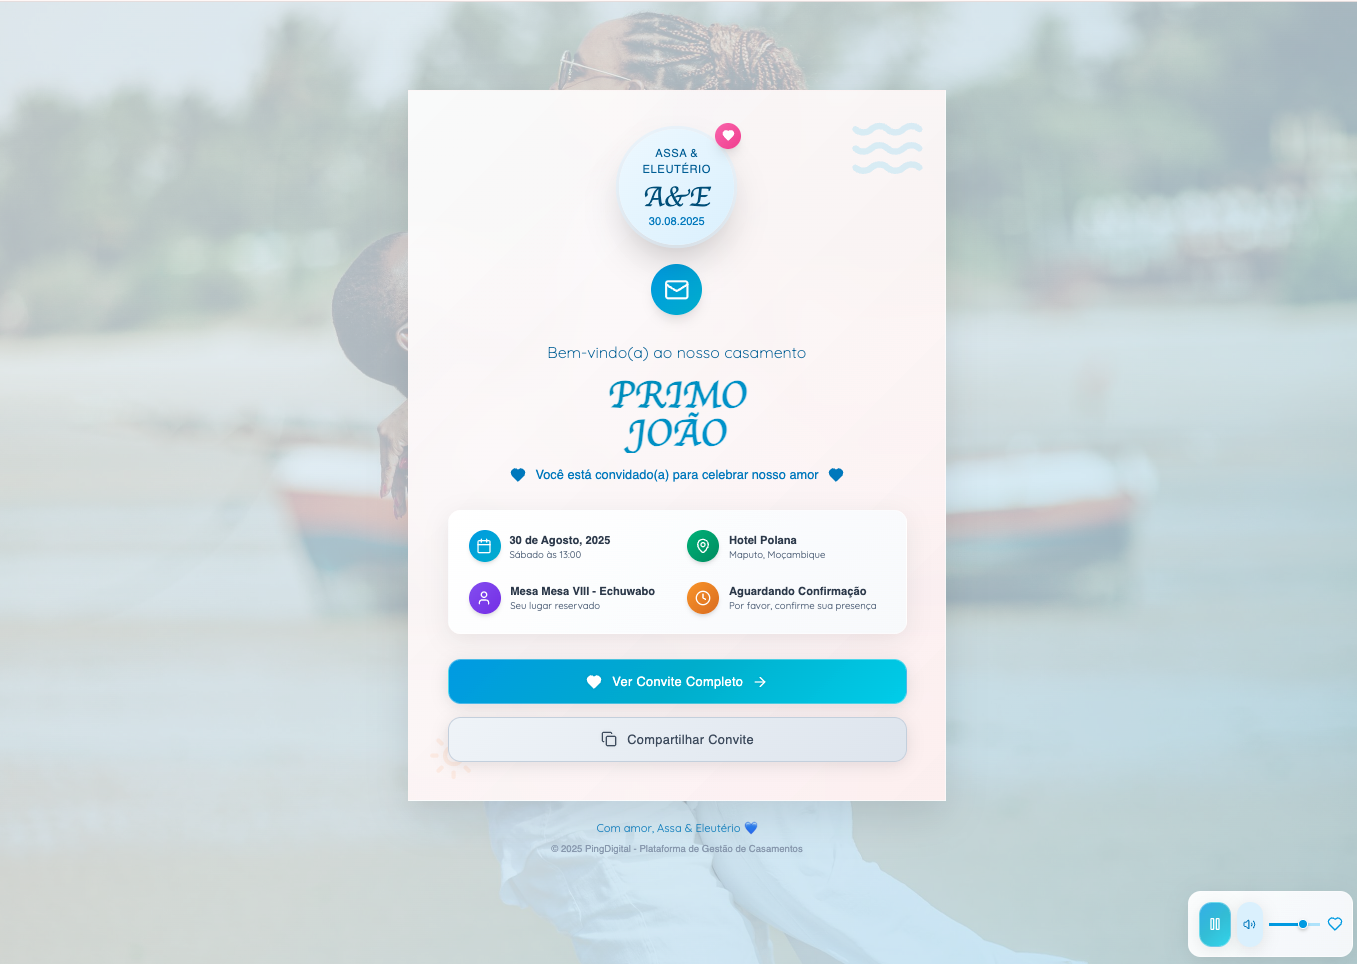 ASSA &
ELEUTÉRIO
A&E
30.08.2025
Bem-vindo(a) ao nosso casamento
PRIMO
JOÃO
Você está convidado(a) para celebrar nosso amor
30 de Agosto, 2025
Sábado às 13:00
Hotel Polana
Maputo, Moçambique
Mesa Mesa VIII - Echuwabo
Seu lugar reservado
Aguardando Confirmação
Por favor, confirme sua presença
Ver Convite Completo
Compartilhar Convite
Com amor, Assa & Eleutério 💙
© 2025 PingDigital - Plataforma de Gestão de Casamentos